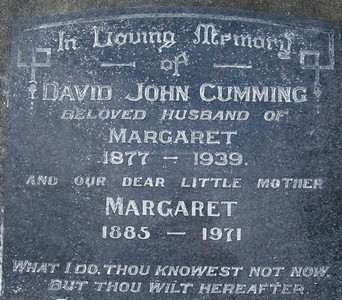 In Loving Memory
of
DAVID JOHN CUMMING
BELOVED HUSBAND OF
MARGARET
1877 — 1939.
AND OUR DEAR LITTLE MOTHER
MARGARET
1885 — 1971
WHAT I DO, THOU KNOWEST NOT NOW,
BUT THOU WILT HEREAFTER